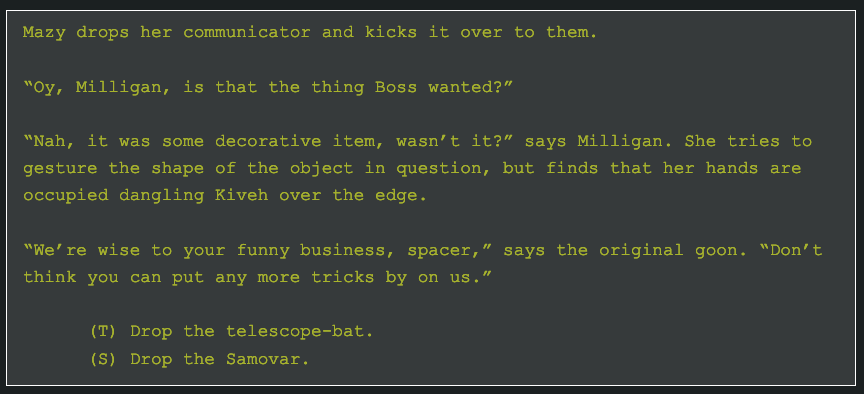 Mazy drops her communicator and kicks it over to them.
“Oy, Milligan, is that the thing Boss wanted?”
“Nah, it was some decorative item, wasn’t it?” says Milligan. She tries to
gesture the shape of the object in question, but finds that her hands are
occupied dangling Kiveh over the edge.
“We’re wise to your funny business, spacer,” says the original goon. “Don’t
think you can put any more tricks by on us.”
(T) Drop the telescope-bat.
(S) Drop the Samovar.